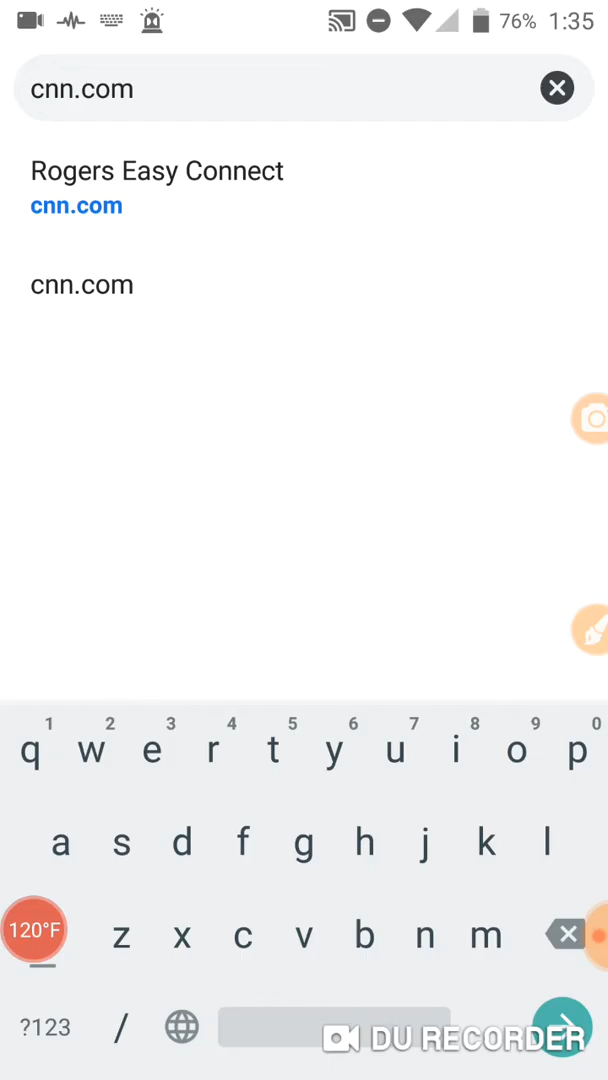 76% 1:35
cnn.com
Rogers Easy Connect
cnn.com
cnn.com
1 2 3 4 5 6 7 8 9 0
q w e r t y u i o p
a s d f g h j k l
120°F z x c v b n m
?123 /
DU RECORDER